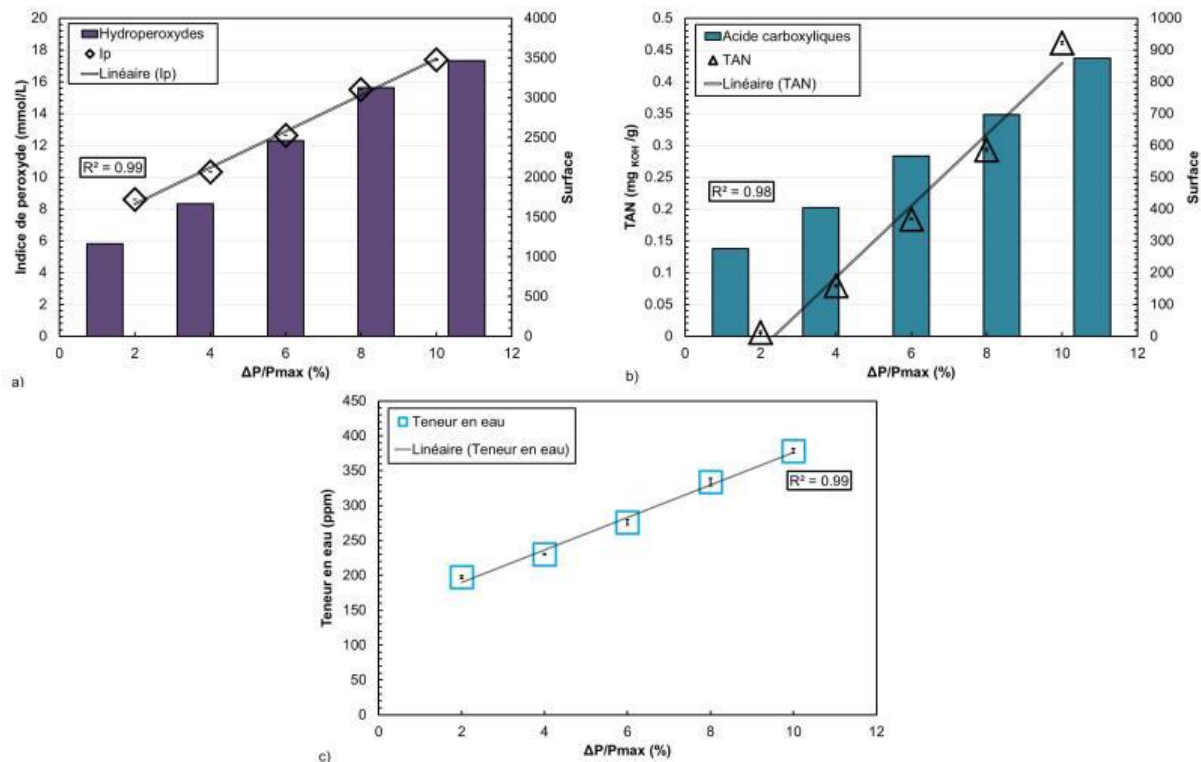 Hydroperoxydes
Ip
Linéaire (Ip)
R² = 0.99
Indice de peroxyde (mmol/L)
20
18
16
14
12
10
8
6
4
2
0
4000
3500
3000
2500
2000
1500
1000
500
0
Surface
0 2 4 6 8 10 12
ΔP/Pmax (%)
a)
Acide carboxyliques
TAN
Linéaire (TAN)
R² = 0.98
TAN (mg KOH /g)
0.5
0.45
0.4
0.35
0.3
0.25
0.2
0.15
0.1
0.05
0
1000
900
800
700
600
500
400
300
200
100
0
Surface
0 2 4 6 8 10 12
ΔP/Pmax (%)
b)
Teneur en eau
Linéaire (Teneur en eau)
R² = 0.99
Teneur en eau (ppm)
450
400
350
300
250
200
150
100
50
0
0 2 4 6 8 10 12
ΔP/Pmax (%)
c)